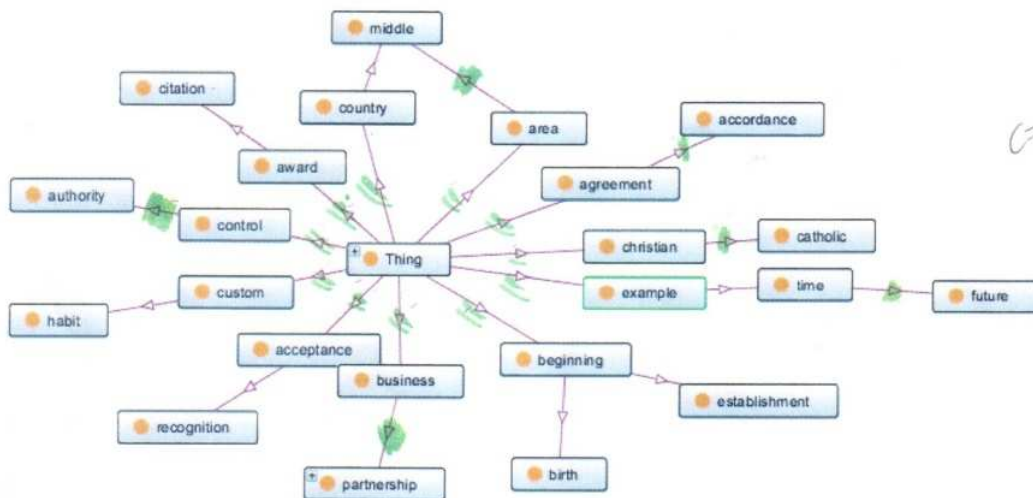 middle
citation
country
area
accordance
award
agreement
authority
control
christian
catholic
Thing
custom
example
time
future
habit
acceptance
beginning
business
establishment
recognition
birth
partnership